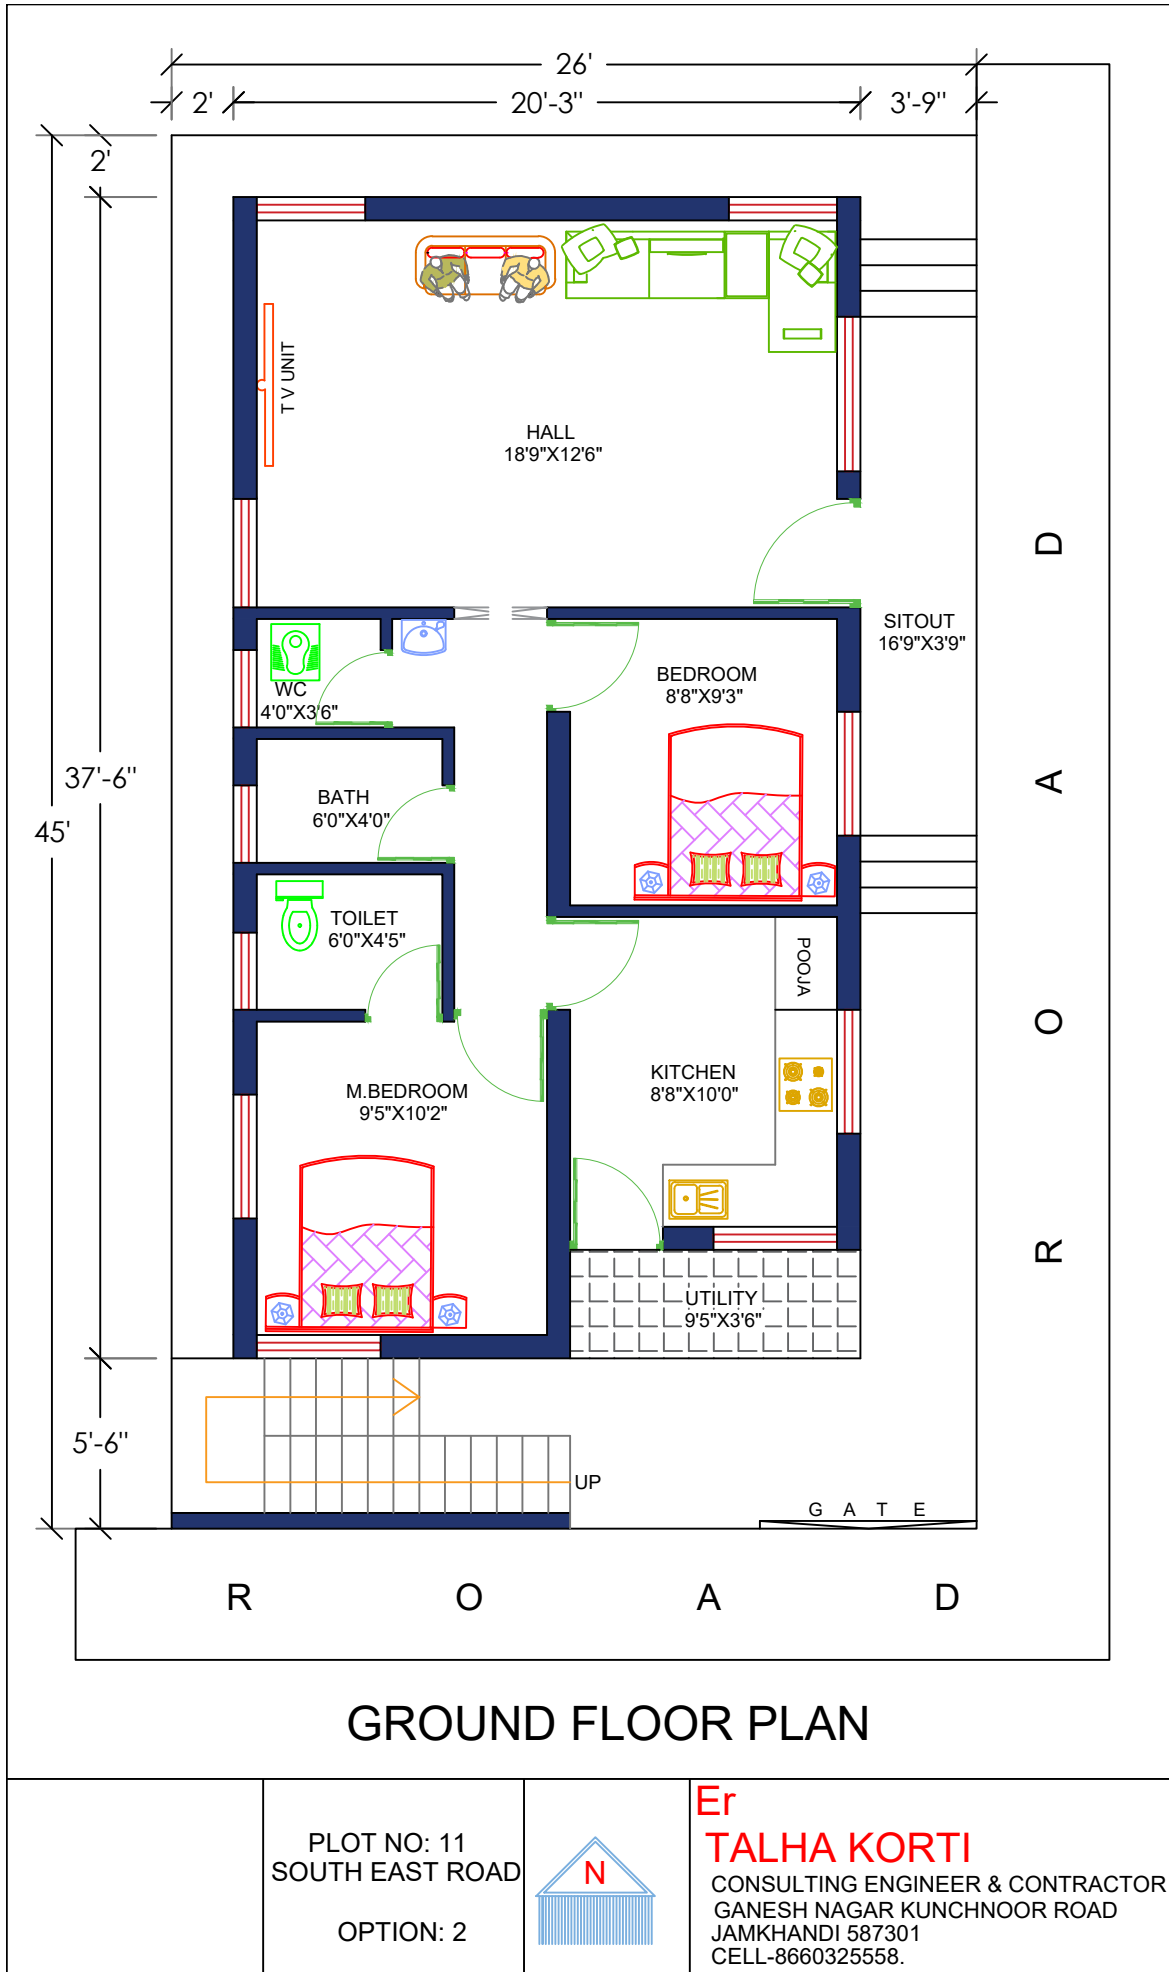 26'
2'
20'-3"
3'-9"
2'
T V UNIT
HALL
18'9"X12'6"
D
SITOUT
16'9"X3'9"
BEDROOM
8'8"X9'3"
WC
4'0"X3'6"
37'-6"
A
BATH
6'0"X4'0"
45'
TOILET
6'0"X4'5"
POOJA
O
KITCHEN
8'8"X10'0"
M.BEDROOM
9'5"X10'2"
R
UTILITY
9'5"X3'6"
5'-6"
UP
G A T E
R O A D
GROUND FLOOR PLAN
PLOT NO: 11
SOUTH EAST ROAD
OPTION: 2
N
Er
TALHA KORTI
CONSULTING ENGINEER & CONTRACTOR
GANESH NAGAR KUNCHNOOR ROAD
JAMKHANDI 587301
CELL-8660325558.